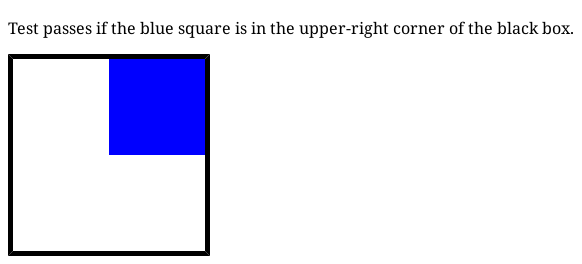 Test passes if the blue square is in the upper-right corner of the black box.